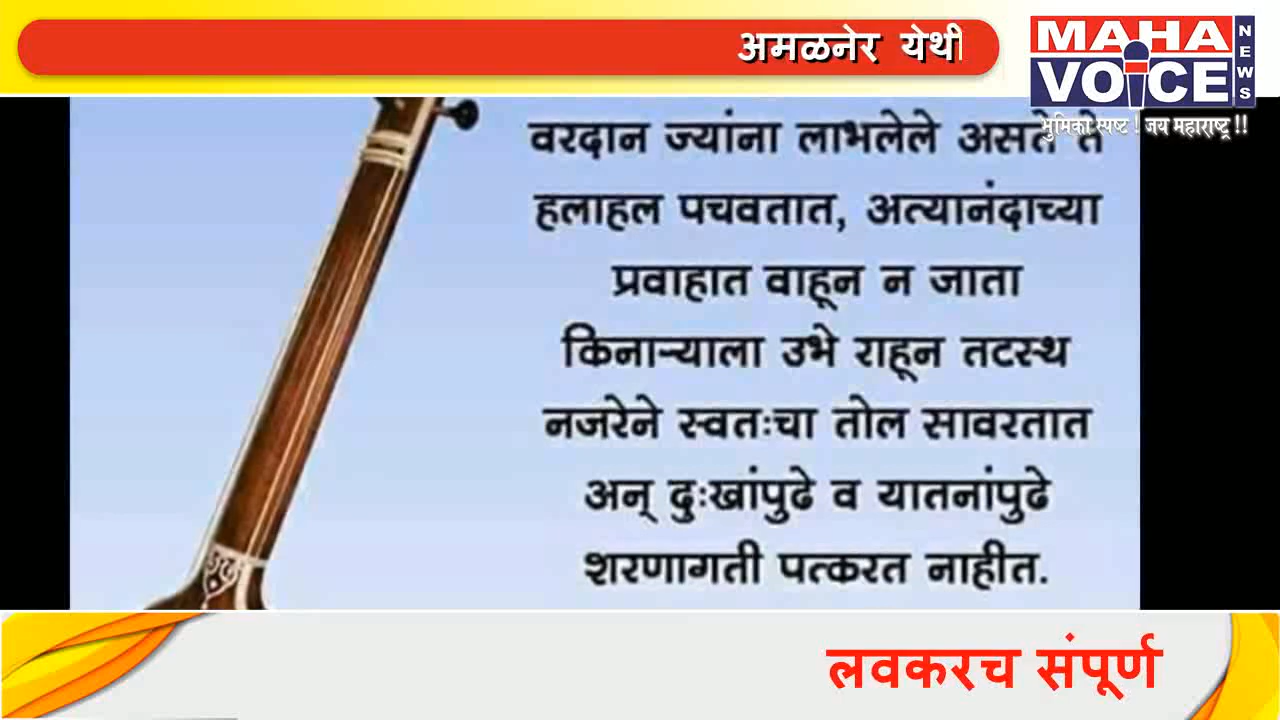 अमळनेर येथी
MAHA
VOICE
NEWS
भुमिका स्पष्ट ! जय महाराष्ट्र !!
वरदान ज्यांना लाभलेले असते ते
हलाहल पचवतात, अत्यानंदाच्या
प्रवाहात वाहून न जाता
किनाऱ्याला उभे राहून तटस्थ
नजरेने स्वतःचा तोल सावरतात
अन् दुःखांपुढे व यातनांपुढे
शरणागती पत्करत नाहीत.
लवकरच संपूर्ण